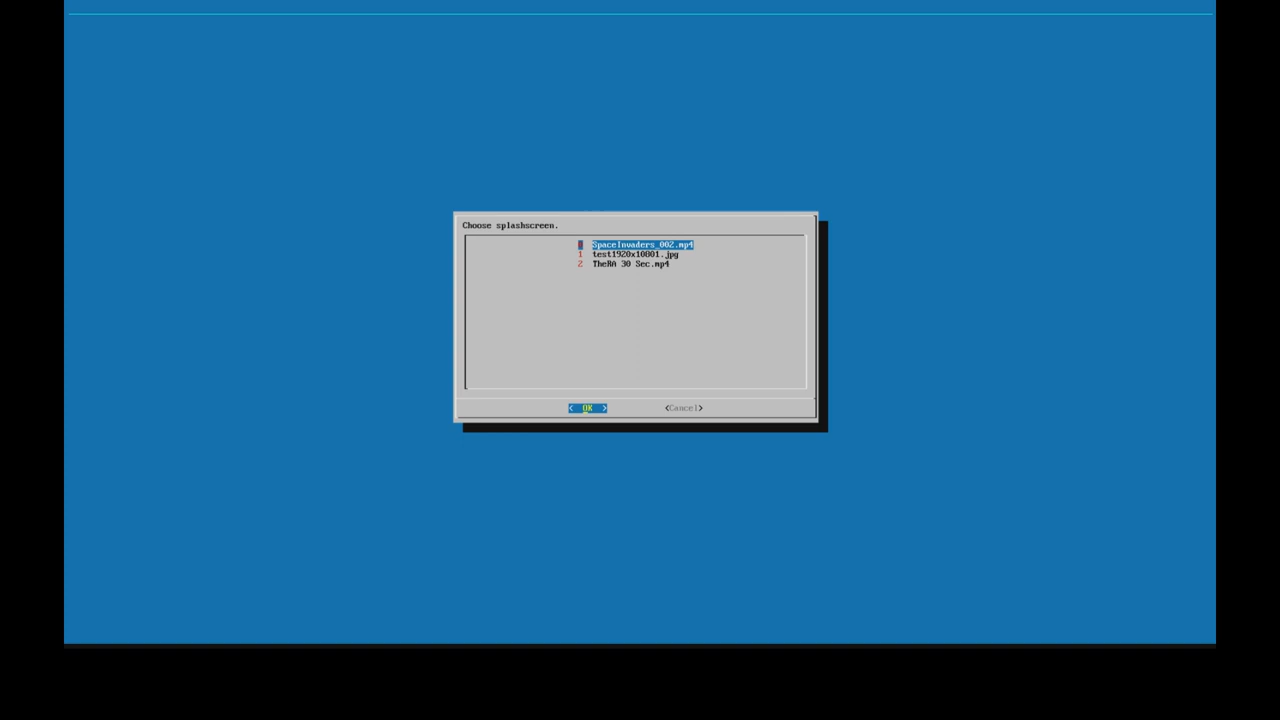 Choose splashscreen.
0 SpaceInvaders_002.mp4
1 test1920x10801.jpg
2 TheRA 30 Sec.mp4
< OK > <Cancel>